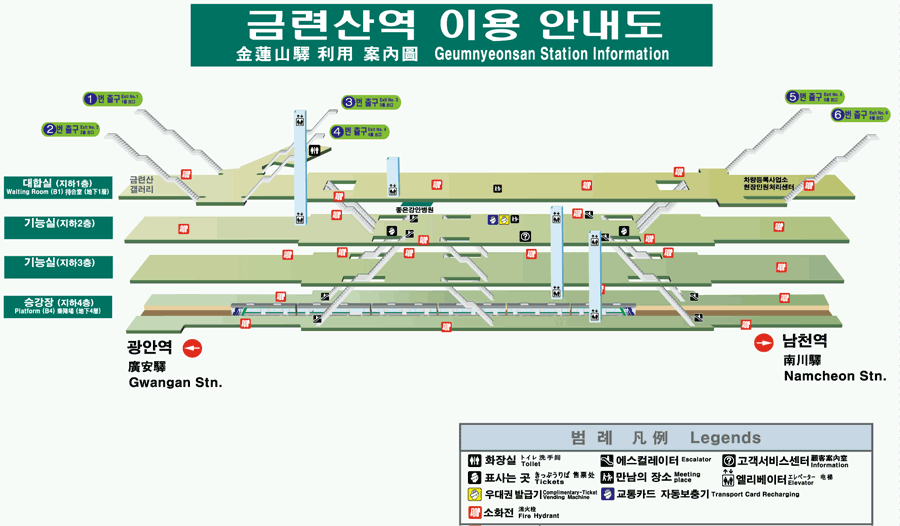 금련산역 이용 안내도
金蓮山驛 利用 案內圖 Geumnyeonsan Station Information
1번 출구 Exit No. 1
2번 출구 Exit No. 2
3번 출구 Exit No. 3
4번 출구 Exit No. 4
5번 출구 Exit No. 5
6번 출구 Exit No. 6
대합실 (지하1층)
Waiting Room (B1) 待合室 (地下1層)
금련산
갤러리
차량등록사업소
현장민원처리센터
좋은강안병원
기능실(지하2층)
기능실(지하3층)
승강장 (지하4층)
Platform (B4) 乘降場 (地下4層)
광안역
廣安驛
Gwangan Stn.
남천역
南川驛
Namcheon Stn.
범 례 凡 例 Legends
화장실 トイレ 洗手间 Toilet
에스컬레이터 Escalator
고객서비스센터 顧客案內室 Information
표사는 곳 きっぷうりば 售票处 Tickets
만남의 장소 Meeting place
엘리베이터 电梯 Elevator
우대권 발급기 Complimentary-Ticket Vending Machine
교통카드 자동보충기 Transport Card Recharging
소화전 消火栓 Fire Hydrant